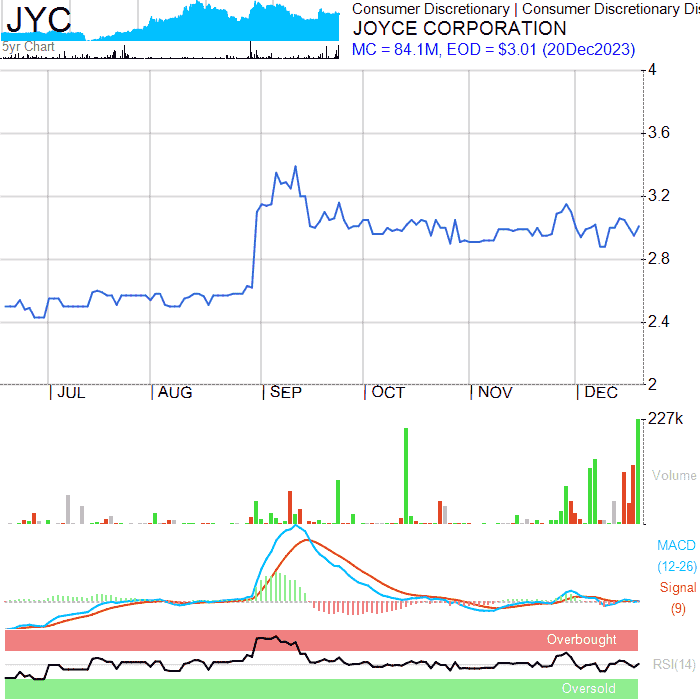 JYC
5yr Chart
Consumer Discretionary | Consumer Discretionary Dis
JOYCE CORPORATION
MC = 84.1M, EOD = $3.01 (20Dec2023)
4
3.6
3.2
2.8
2.4
2
JUL AUG SEP OCT NOV DEC
227k
Volume
MACD
(12-26)
Signal
(9)
Overbought
RSI(14)
Oversold